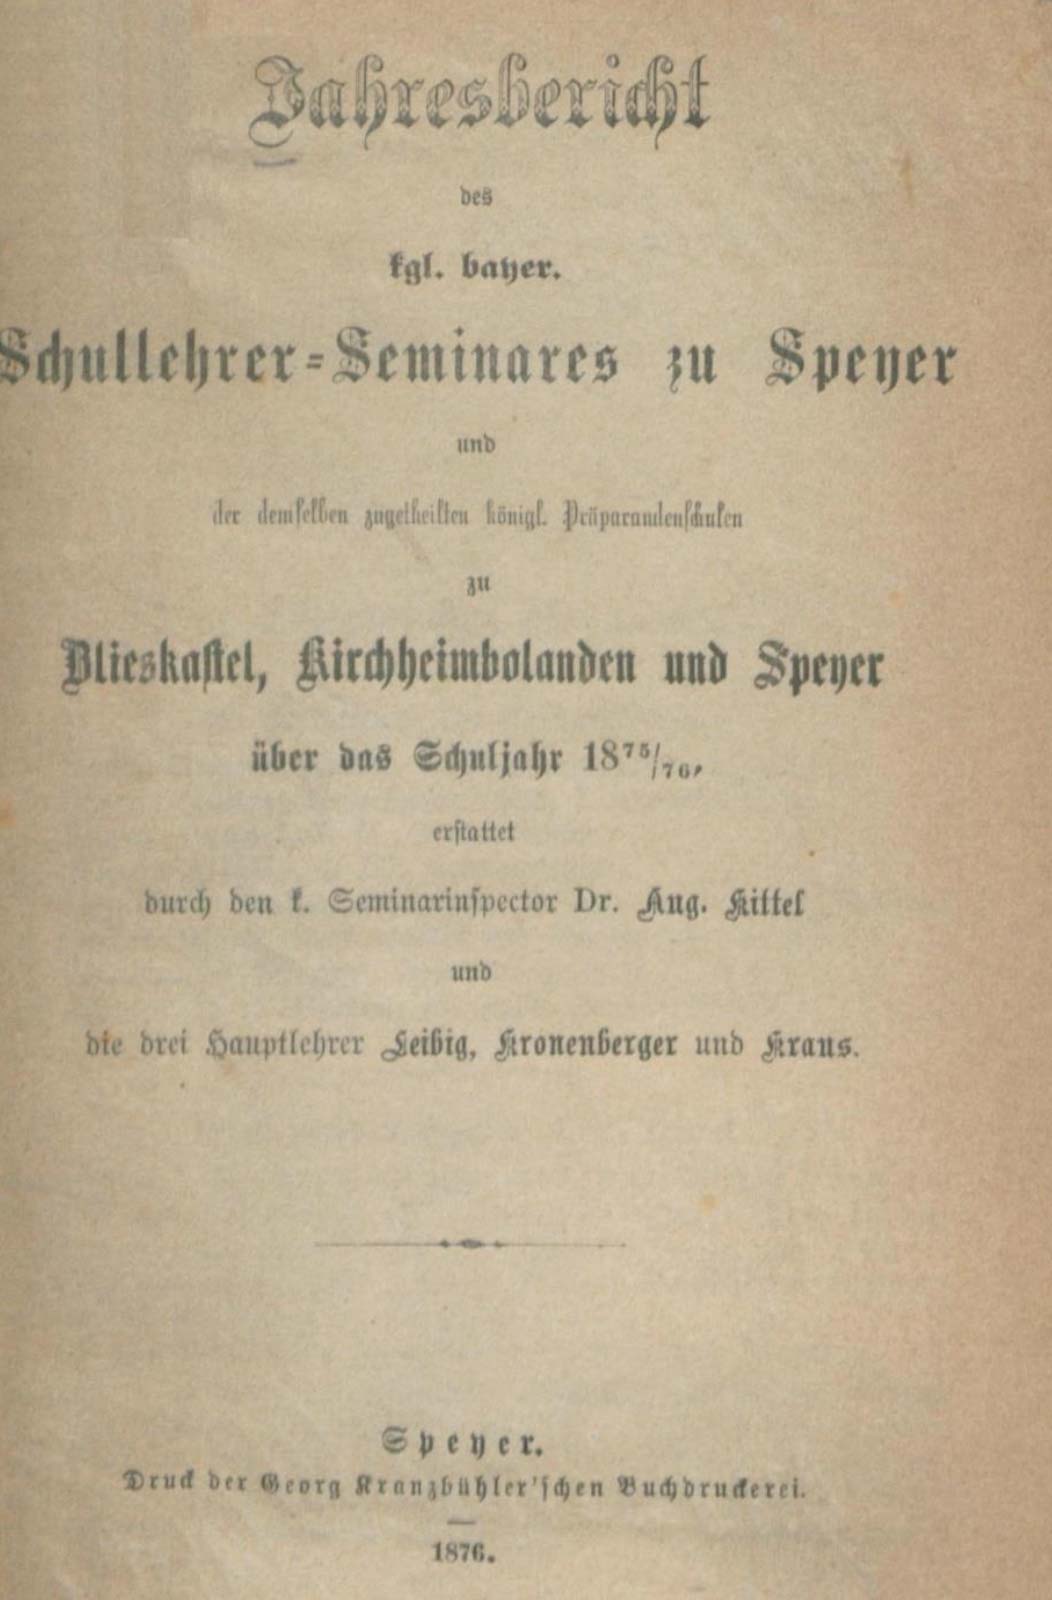 Jahresbericht
des
kgl. bayer.
Schullehrer-Seminares zu Speyer
und
der demselben zugetheilten königl. Präparandenschulen
zu
Blieskastel, Kirchheimbolanden und Speyer
über das Schuljahr 1875/76,
erstattet
durch den k. Seminarinspector Dr. Aug. Kittel
und
die drei Hauptlehrer Leibig, Kronenberger und Kraus.
Speyer.
Druck der Georg Kranzbühler'schen Buchdruckerei.
1876.